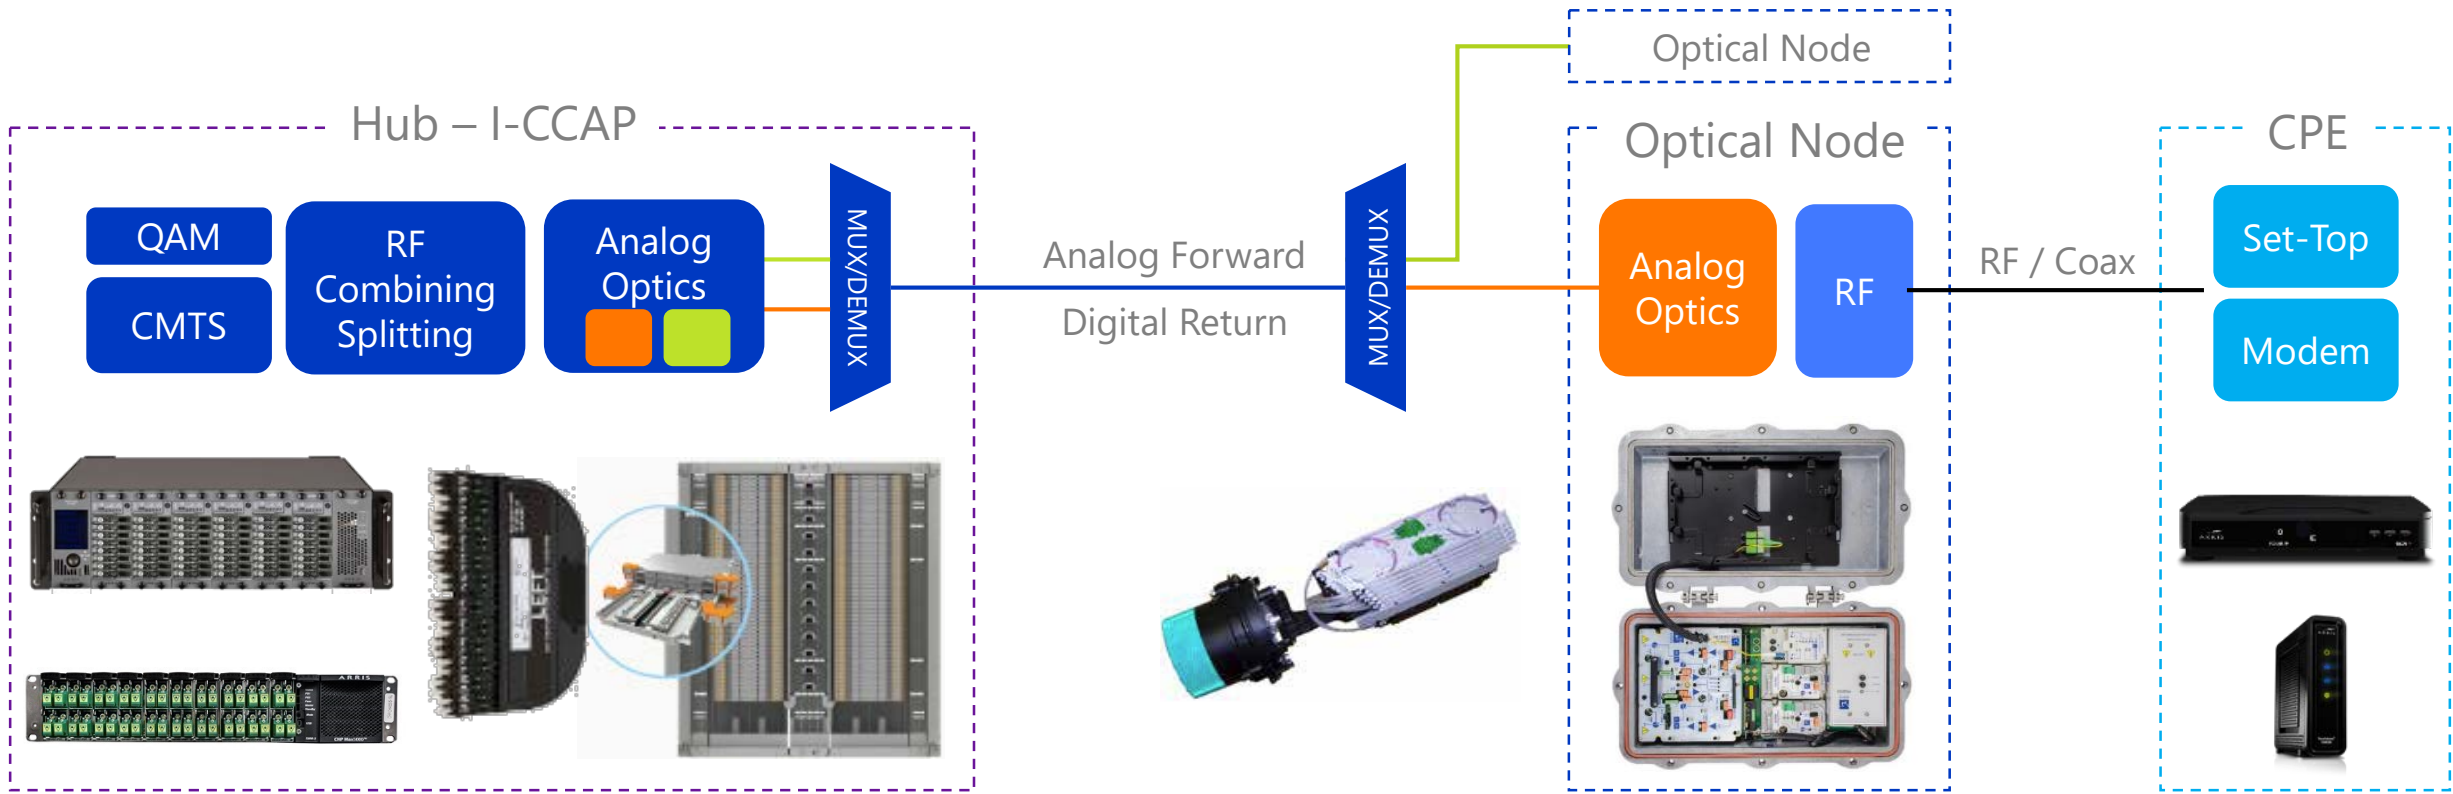 Optical Node
Hub – I-CCAP
Optical Node
CPE
QAM
CMTS
RF
Combining
Splitting
Analog
Optics
MUX/DEMUX
Analog Forward
Digital Return
MUX/DEMUX
Analog
Optics
RF
RF / Coax
Set-Top
Modem
ARRIS
ARRIS